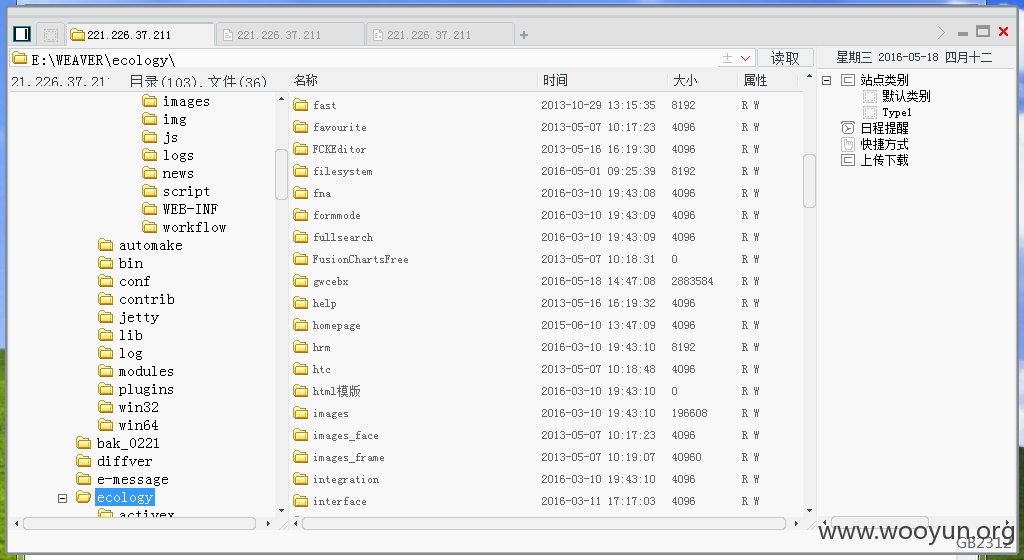 221.226.37.211 221.226.37.211 221.226.37.211
E:\WEAVER\ecology\ 读取 星期三 2016-05-18 四月十二
目录(103),文件(36) 名称 时间 大小 属性
images
img
js
logs
news
script
WEB-INF
workflow
automake
bin
conf
contrib
jetty
lib
log
modules
plugins
win32
win64
bak_0221
diffver
e-message
ecology
activex
fast 2013-10-29 13:15:35 8192 R W
favourite 2013-05-07 10:17:23 4096 R W
FCKEditor 2013-05-16 16:19:30 4096 R W
filesystem 2016-05-01 09:25:39 8192 R W
fna 2016-03-10 19:43:08 4096 R W
formmode 2016-03-10 19:43:09 4096 R W
fullsearch 2016-03-10 19:43:09 4096 R W
FusionChartsFree 2013-05-07 10:18:31 0 R W
gwcebx 2016-05-18 14:47:08 2883584 R W
help 2013-05-16 16:19:32 4096 R W
homepage 2015-06-10 13:47:09 4096 R W
hrm 2016-03-10 19:43:10 8192 R W
htc 2013-05-07 10:18:48 4096 R W
html模版 2016-03-10 19:43:10 0 R W
images 2016-03-10 19:43:10 196608 R W
images_face 2013-05-07 10:17:23 4096 R W
images_frame 2013-05-07 10:19:07 40960 R W
integration 2016-03-10 19:43:10 4096 R W
interface 2016-03-11 17:17:03 4096 R W
站点类别
默认类别
Type1
日程提醒
快捷方式
上传下载
www.wooyun.org
GB2312